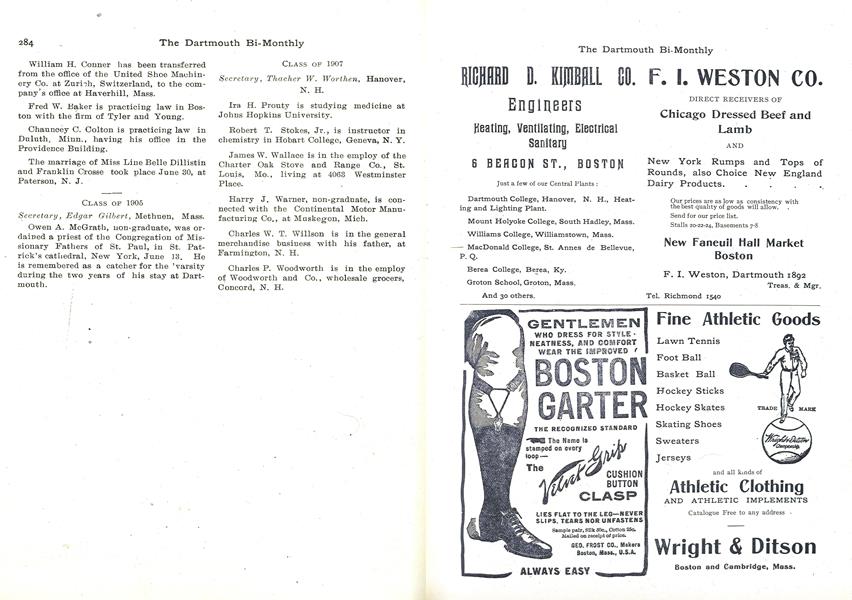 284
The Dartmouth Bi-Monthly
William H. Conner has been transferred
from the office of the United Shoe Machin-
ery Co. at Zurich, Switzerland, to the com-
pany's office at Haverhill, Mass.
Fred W. Baker is practicing law in Bos-
ton with the firm of Tyler and Young.
Chauncey C. Colton is practicing law in
Duluth, Minn., having his office in the
Providence Building.
The marriage of Miss Line Belle Dillistin
and Franklin Crosse took place June 30, at
Paterson, N. J.
CLASS OF 1905
Secretary, Edgar Gilbert, Methuen, Mass.
Owen A. McGrath, non-graduate, was or-
dained a priest of the Congregation of Mis-
sionary Fathers of St. Paul, in St. Pat-
rick's cathedral, New York, June 13. He
is remembered as a catcher for the 'varsity
during the two years of his stay at Dart-
mouth.
CLASS OF 1907
Secretary, Thacher W. Worthen, Hanover,
N. H.
Ira H. Prouty is studying medicine at
Johns Hopkins University.
Robert T. Stokes, Jr., is instructor in
chemistry in Hobart College, Geneva, N. Y.
James W. Wallace is in the employ of the
Charter Oak Stove and Range Co., St.
Louis, Mo., living at 4063 Westminster
Place.
Harry J. Warner, non-graduate, is con-
nected with the Continental Motor Manu-
facturing Co., at Muskegon, Mich.
Charles W. T. Willson is in the general
merchandise business with his father, at
Farmington, N. H.
Charles P. Woodworth is in the employ
of Woodworth and Co., wholesale grocers,
Concord, N. H.
The Dartmouth Bi-Monthly
RICHARD D. KIMBALL CO.
Engineers
Heating, Ventilating, Electrical
Sanitary
6 BEACON ST., BOSTON
Just a few of our Central Plants:
Dartmouth College, Hanover, N. H., Heat-
ing and Lighting Plant.
Mount Holyoke College, South Hadley, Mass.
Williams College, Williamstown, Mass.
MacDonald College, St. Annes de Bellevue,
P. Q.
Berea College, Berea, Ky.
Groton School, Groton, Mass.
And 30 others.
F. I. WESTON CO.
DIRECT RECEIVERS OF
Chicago Dressed Beef and
Lamb
AND
New York Rumps and Tops of
Rounds, also Choice New England
Dairy Products. . . . .
Our prices are as low as consistency with
the best quality of goods will allow. .
Send for our price list.
Stalls 20-22-24, Basements 7-8
New Faneuil Hall Market
Boston
F. I. Weston, Dartmouth 1892
Treas. & Mgr.
Tel. Richmond 1540
GENTLEMEN
WHO DRESS FOR STYLE
NEATNESS, AND COMFORT
WEAR THE IMPROVED
BOSTON
GARTER
THE RECOGNIZED STANDARD
The Name is
stamped on every
loop—
The
Velvet Grip
CUSHION
BUTTON
CLASP
LIES FLAT TO THE LEG—NEVER
SLIPS, TEARS NOR UNFASTENS
Sample pair, Silk 50c., Cotton 25c.
Mailed on receipt of price.
GEO. FROST CO., Makers
Boston, Mass., U.S.A.
ALWAYS EASY
Fine Athletic Goods
Lawn Tennis
Foot Ball
Basket Ball
Hockey Sticks
Hockey Skates
Skating Shoes
Sweaters
Jerseys
TRADE MARK
Wright & Ditson
Championship
and all kinds of
Athletic Clothing
AND ATHLETIC IMPLEMENTS
Catalogue Free to any address
Wright & Ditson
Boston and Cambridge, Mass.